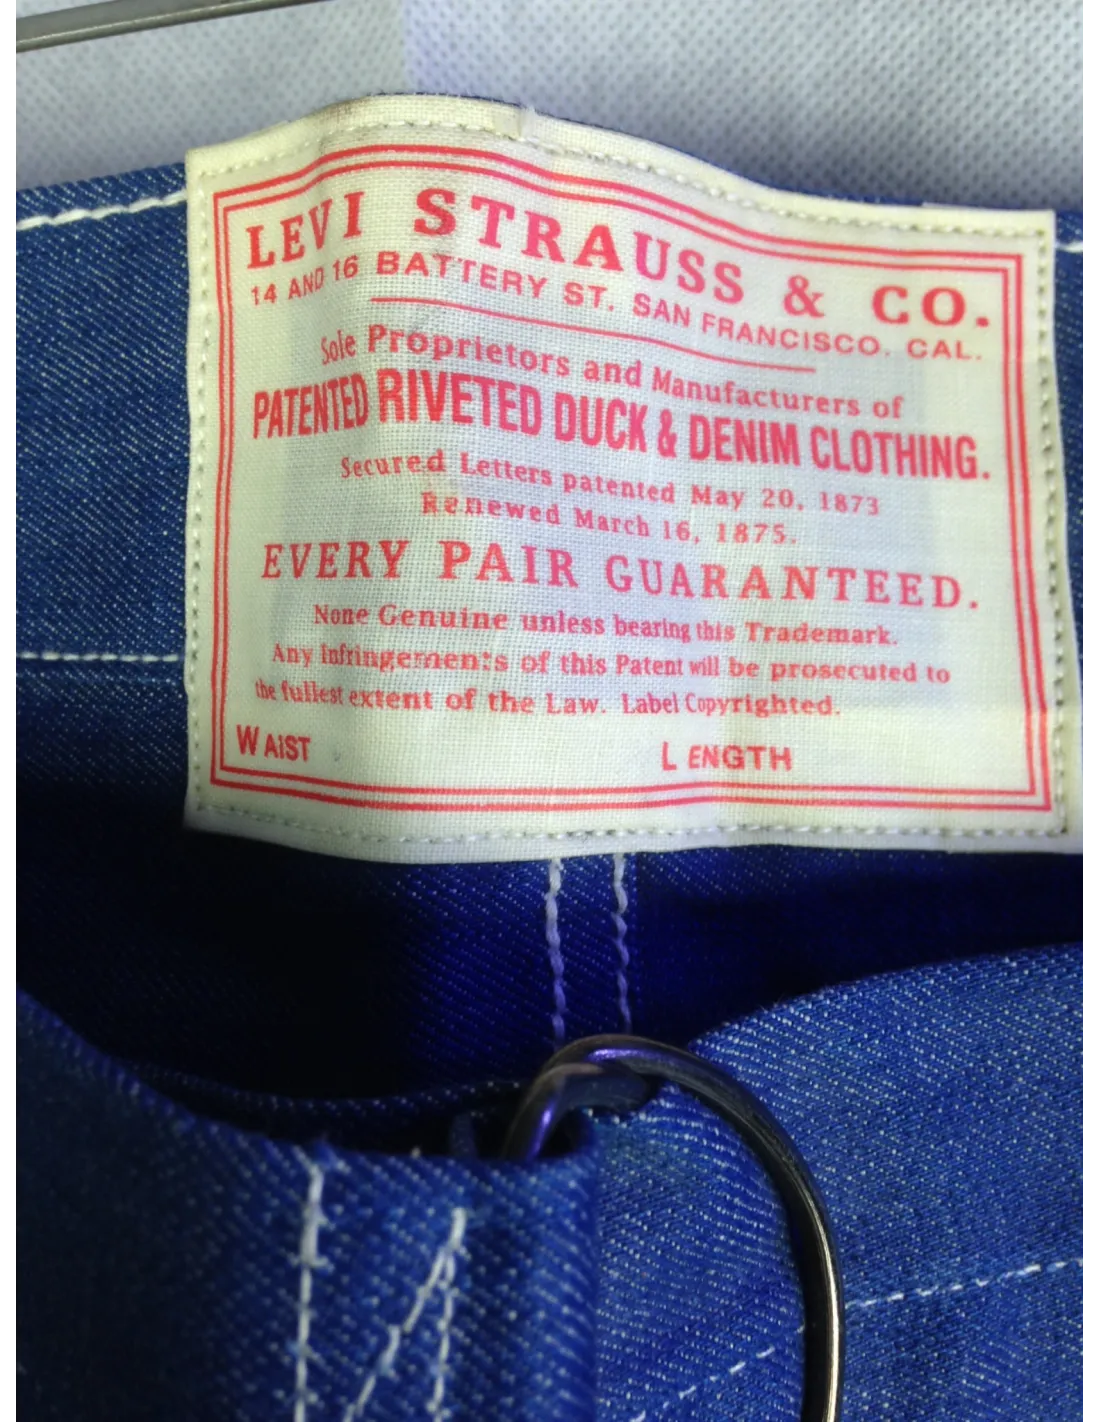 LEVI STRAUSS & CO.
14 AND 16 BATTERY ST. SAN FRANCISCO. CAL.
Sole Proprietors and Manufacturers of
PATENTED RIVETED DUCK & DENIM CLOTHING.
Secured Letters patented May 20, 1873
Renewed March 16, 1875.
EVERY PAIR GUARANTEED.
None Genuine unless bearing this Trademark.
Any Infringements of this Patent will be prosecuted to
the fullest extent of the Law. Label Copyrighted.
WAIST LENGTH